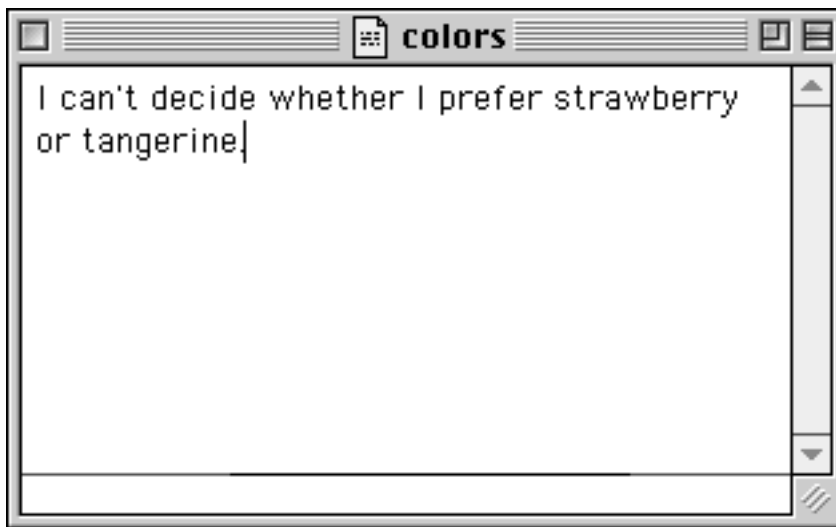 colors
I can't decide whether I prefer strawberry
or tangerine.